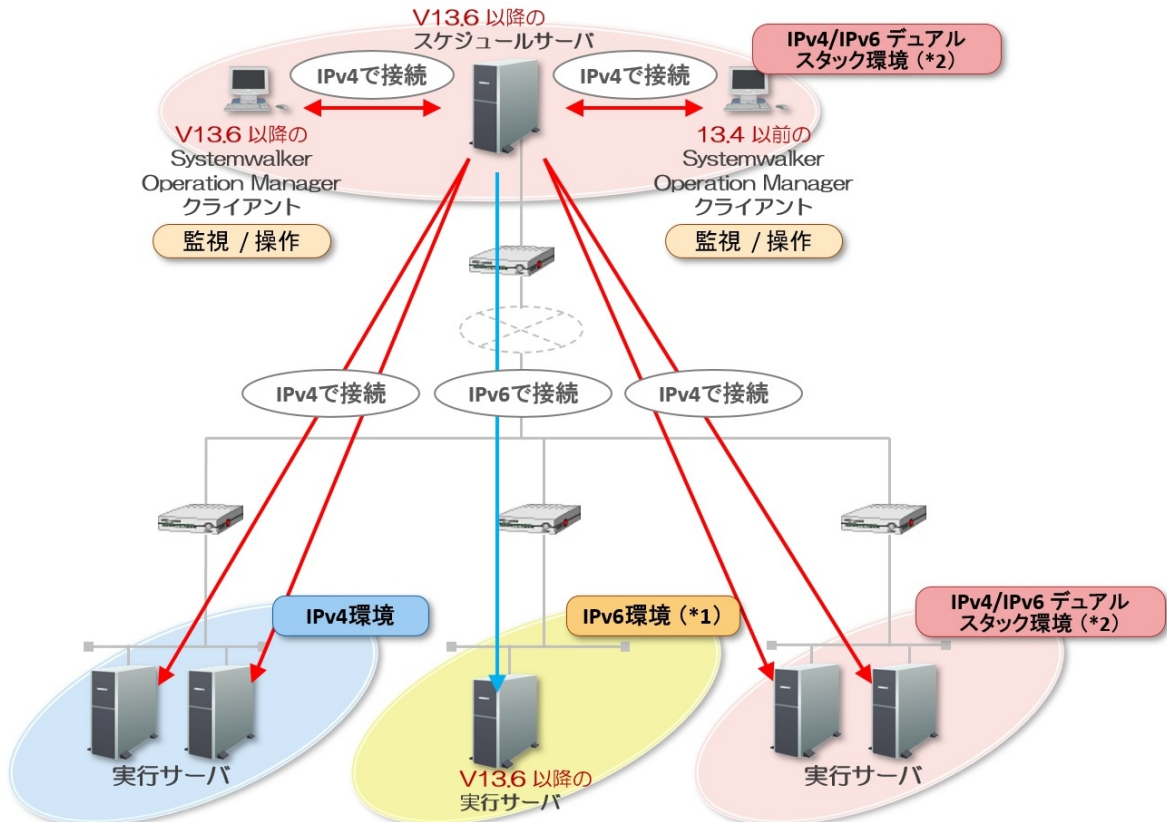 V13.6 以降の
スケジュールサーバ
IPv4/IPv6 デュアル
スタック環境（*2）
IPv4で接続
IPv4で接続
V13.6 以降の
Systemwalker
Operation Manager
クライアント
監視 / 操作
13.4 以前の
Systemwalker
Operation Manager
クライアント
監視 / 操作
IPv4で接続
IPv6で接続
IPv4で接続
IPv4環境
IPv6環境（*1）
IPv4/IPv6 デュアル
スタック環境（*2）
実行サーバ
V13.6 以降の
実行サーバ
実行サーバ